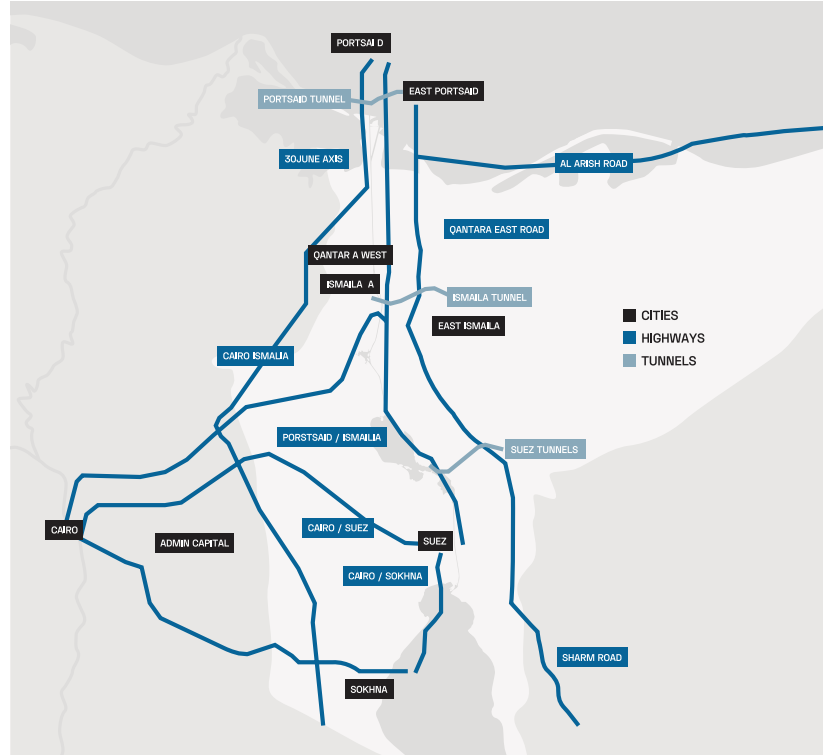 PORTSAI D
EAST PORTSAID
PORTSAID TUNNEL
30JUNE AXIS
AL ARISH ROAD
QANTARA EAST ROAD
QANTAR A WEST
ISMAILA A
ISMAILA TUNNEL
EAST ISMAILA
CITIES
HIGHWAYS
TUNNELS
CAIRO ISMALIA
PORSTSAID / ISMAILIA
SUEZ TUNNELS
CAIRO
ADMIN CAPITAL
CAIRO / SUEZ
SUEZ
CAIRO / SOKHNA
SHARM ROAD
SOKHNA